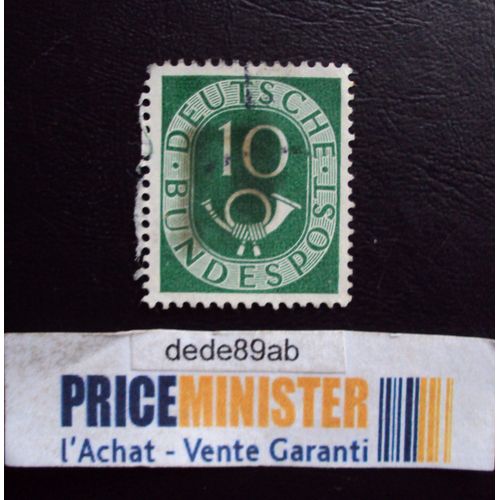 DEUTSCHE
10
BUNDESPOST
dede89ab
PRICEMINISTER
l'Achat - Vente Garanti